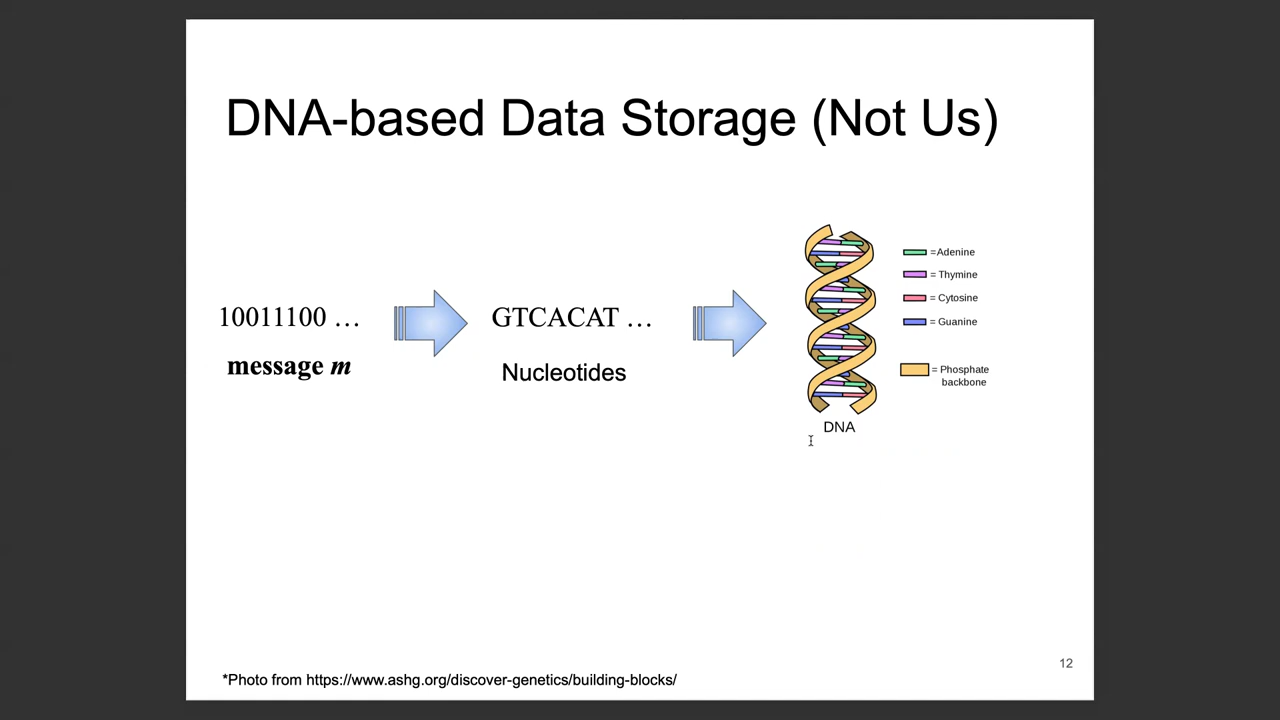 DNA-based Data Storage (Not Us)
10011100 …
message m
GTCACAT …
Nucleotides
=Adenine
= Thymine
= Cytosine
= Guanine
= Phosphate
backbone
DNA
12
*Photo from https://www.ashg.org/discover-genetics/building-blocks/